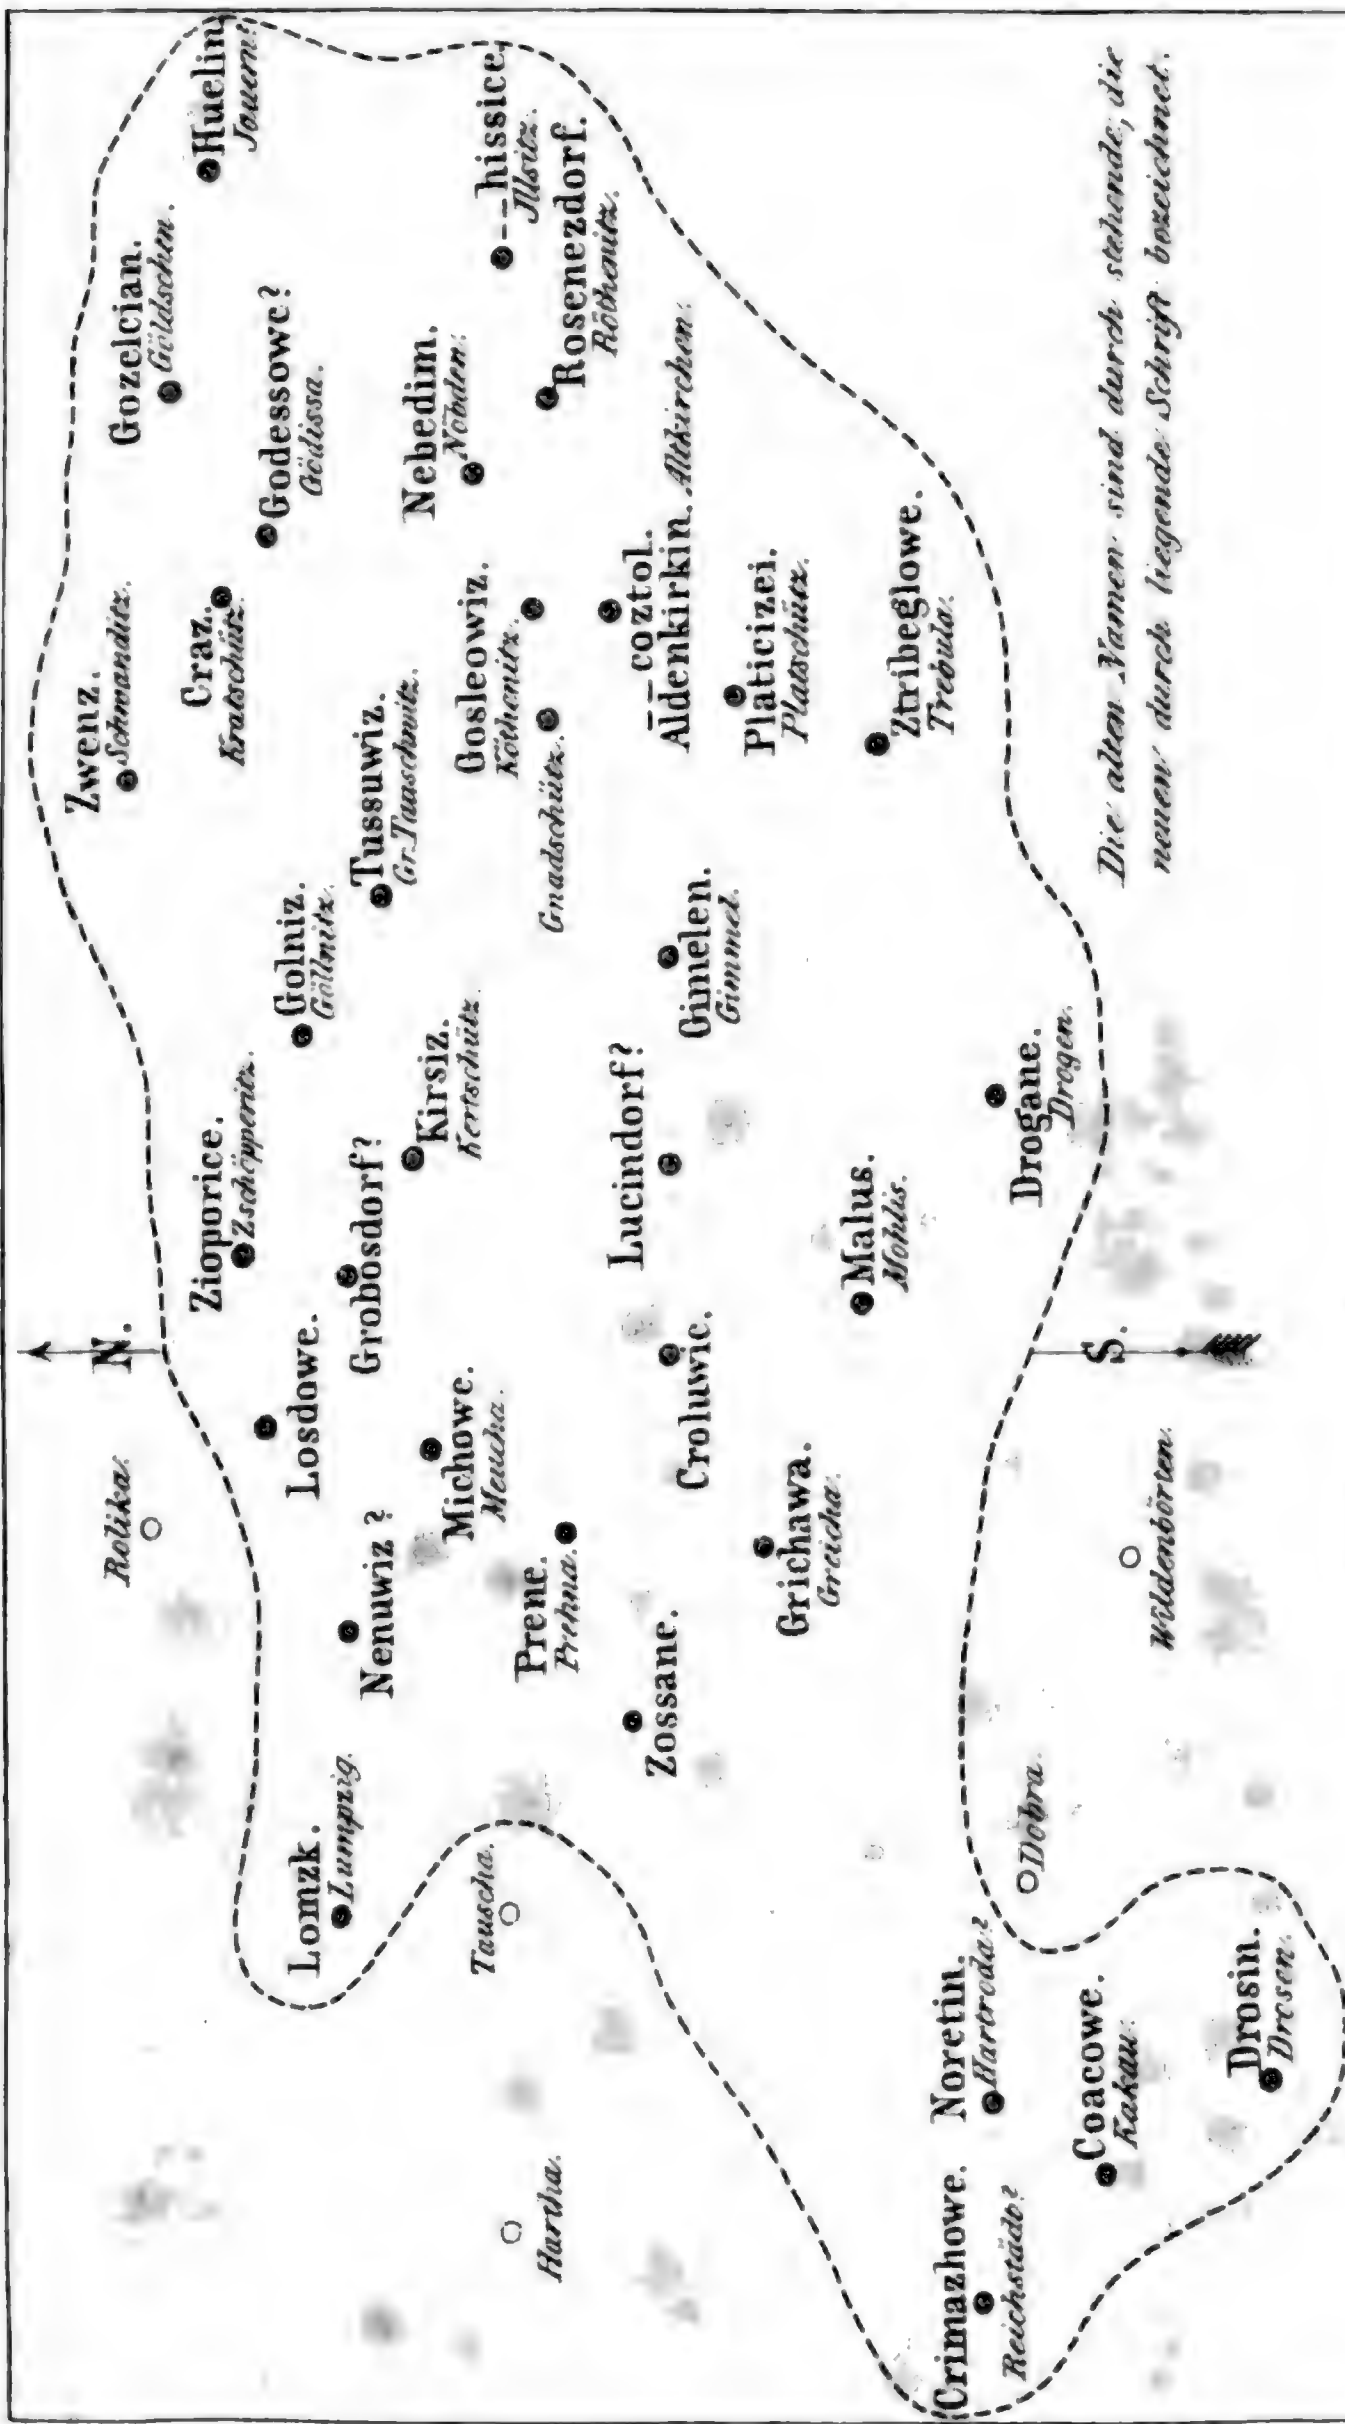 N.
Rolika.
Zwenz.
Schwanditz.
Gozelcian.
Göldschen.
Huelin.
Jauern.
Craz.
Kratschütz.
Godessowe?
Gödissa.
Zioporice.
Zschöpperitz.
Golniz.
Göllnitz.
Losdowe.
Lomzk.
Lumpzig.
Grobosdorf?
Tussuwiz.
Gr. Tauschwitz.
Nebedim.
Nöbden.
Nenuwiz?
Michowe.
Meucha.
Kirsiz.
Kertschütz.
Gosleowiz.
Köthenitz.
--hissice.
Illsitz.
Tauscha.
Hartha.
Prene.
Prehna.
Gnadschütz.
Rosenezdorf.
Röthenitz.
Zossane.
Lucindorf?
--coztol.
Aldenkirkin. Altkirchen.
Croluwic.
Gimelen.
Gimmel.
Platicizei.
Platschütz.
Grichawa.
Greicha.
Malus.
Mohlis.
Ztribeglowe.
Trebula.
Crimazhowe.
Reichstädt?
Noretin.
Hartroda?
Dobra.
Drogane.
Drogen.
Coacowe.
Kakau.
Wildenbörten.
S.
Drosin.
Drosen.
Die alten Namen sind durch stehende, die
neuen durch liegende Schrift bezeichnet.